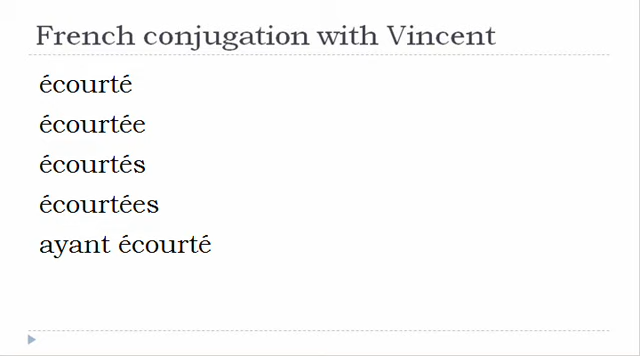 French conjugation with Vincent
écourté
écourtée
écourtés
écourtées
ayant écourté